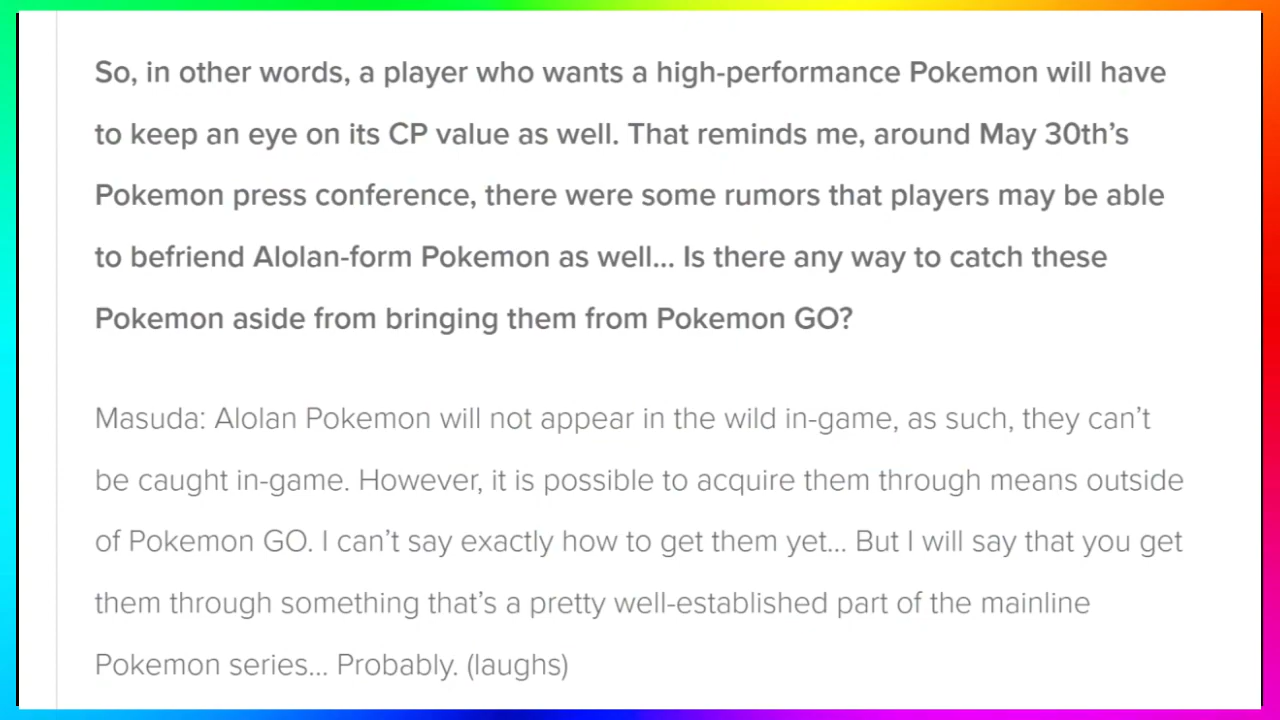 So, in other words, a player who wants a high-performance Pokemon will have
to keep an eye on its CP value as well. That reminds me, around May 30th’s
Pokemon press conference, there were some rumors that players may be able
to befriend Alolan-form Pokemon as well... Is there any way to catch these
Pokemon aside from bringing them from Pokemon GO?
Masuda: Alolan Pokemon will not appear in the wild in-game, as such, they can’t
be caught in-game. However, it is possible to acquire them through means outside
of Pokemon GO. I can’t say exactly how to get them yet... But I will say that you get
them through something that’s a pretty well-established part of the mainline
Pokemon series... Probably. (laughs)